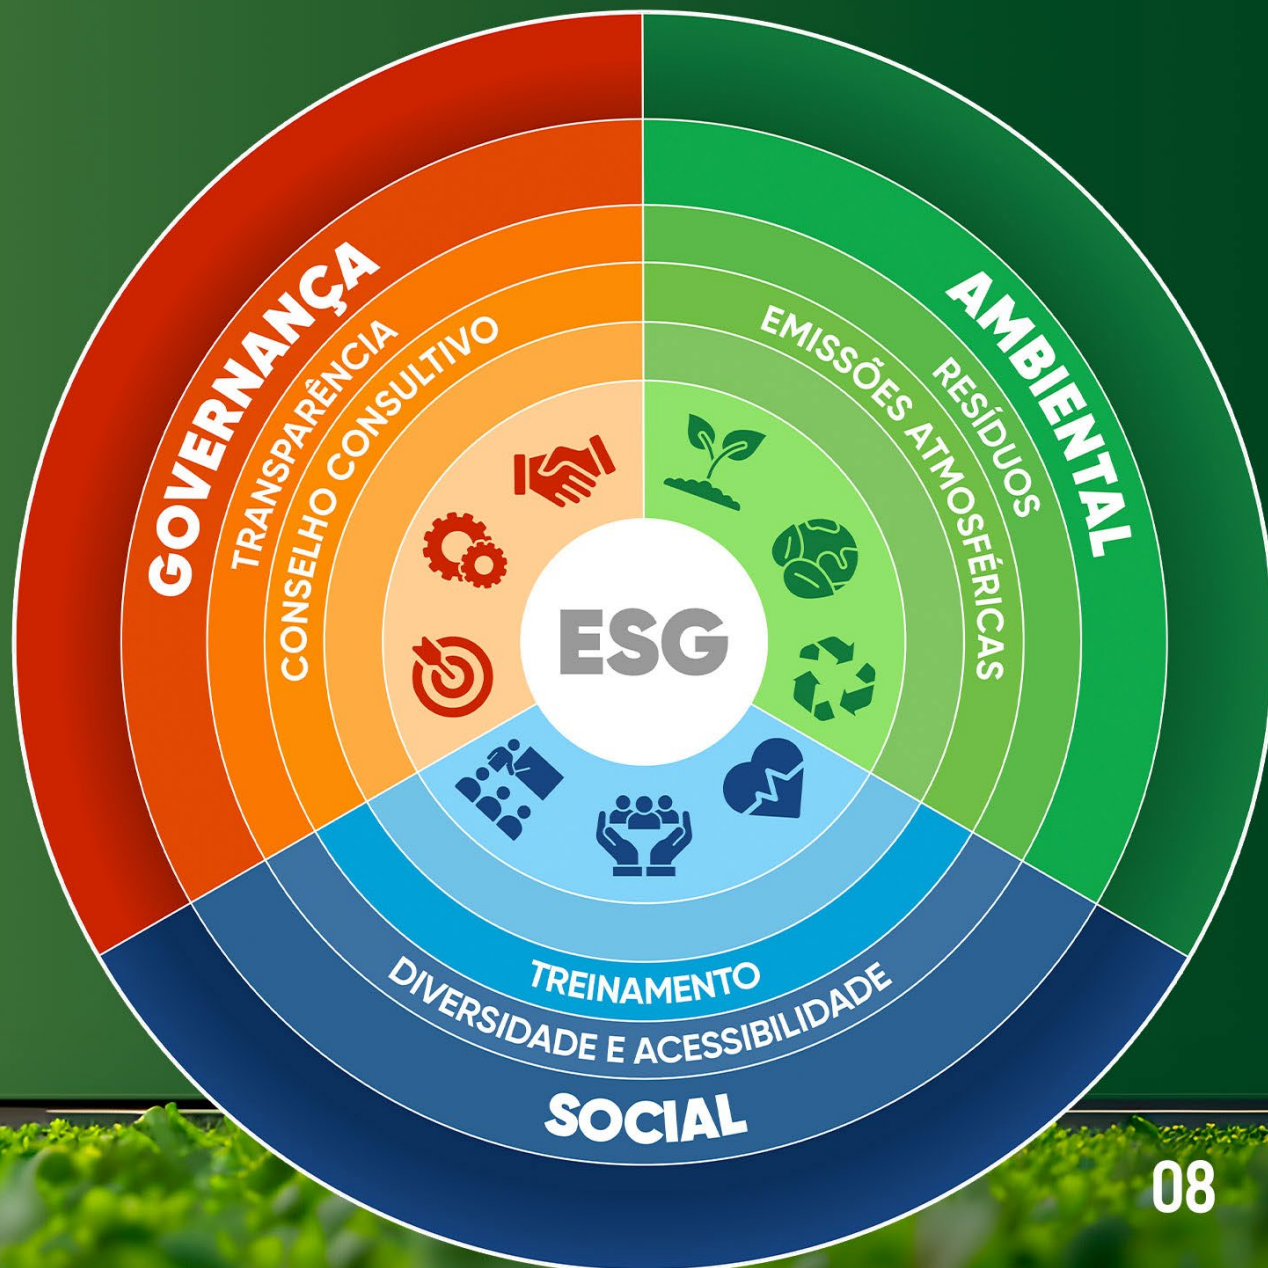 GOVERNANÇA
TRANSPARÊNCIA
CONSELHO CONSULTIVO
AMBIENTAL
RESÍDUOS
EMISSÕES ATMOSFÉRICAS
ESG
TREINAMENTO
DIVERSIDADE E ACESSIBILIDADE
SOCIAL
08